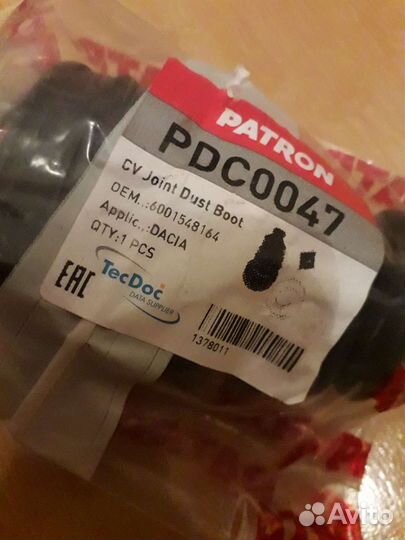 PATRON
PDC0047
CV Joint Dust Boot
OEM.:6001548164
Applic.:DACIA
QTY:1 PCS
EAC
TecDoc
DATA SUPPLIER
1378011
Avito